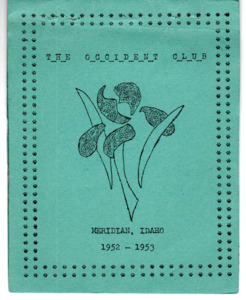 THE OCCIDENT CLUB
MERIDIAN, IDAHO
1952 - 1953